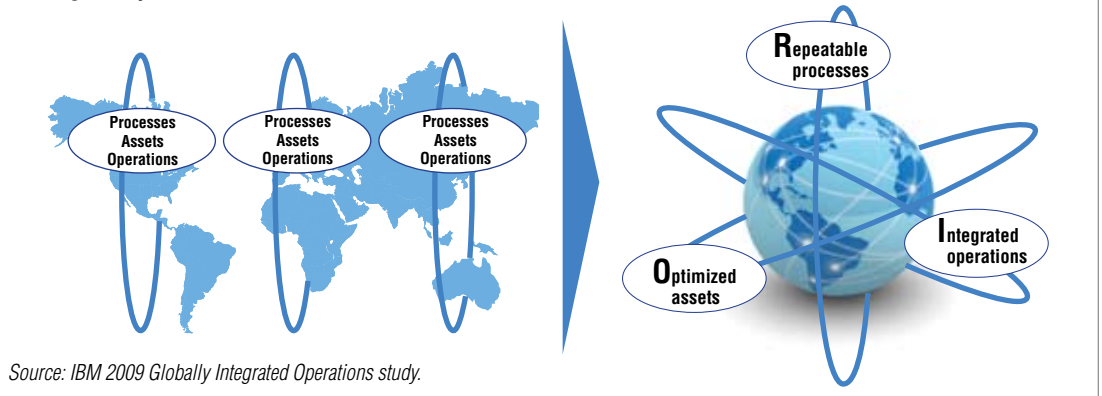 Processes
Assets
Operations
Processes
Assets
Operations
Processes
Assets
Operations
Repeatable
processes
Optimized
assets
Integrated
operations
Source: IBM 2009 Globally Integrated Operations study.